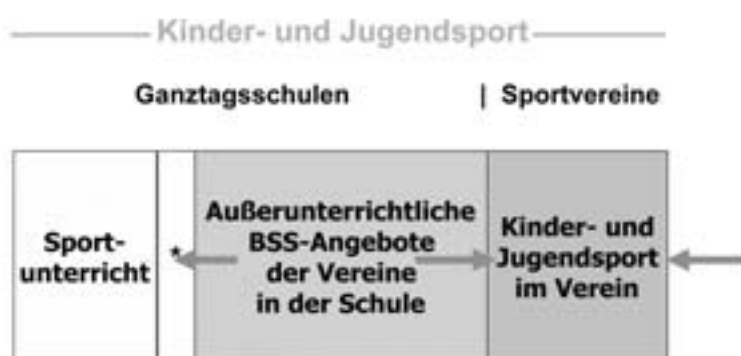 Kinder- und Jugendsport
Ganztagsschulen | Sportvereine
Sport-
unterricht
*
Außerunterrichtliche
BSS-Angebote
der Vereine
in der Schule
Kinder- und
Jugendsport
im Verein